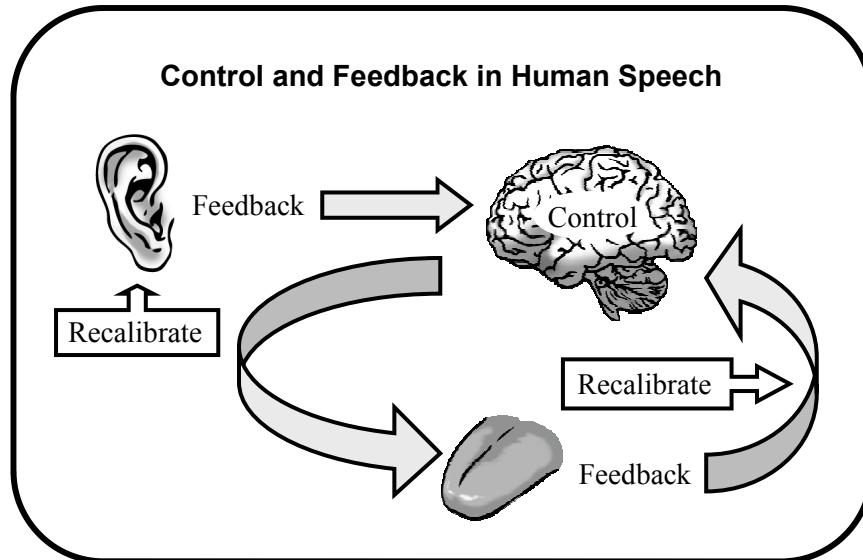 Control and Feedback in Human Speech
Feedback
Control
Recalibrate
Recalibrate
Feedback